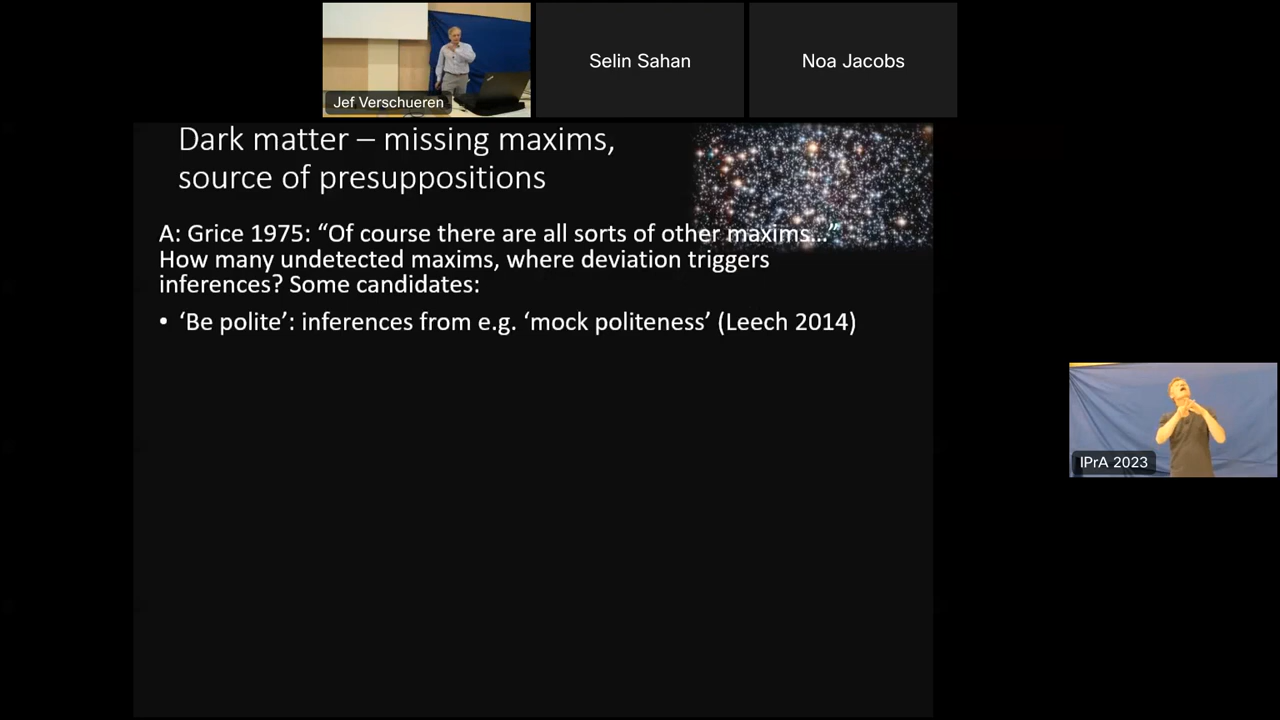 Jef Verschueren
Selin Sahan
Noa Jacobs
Dark matter – missing maxims,
source of presuppositions
A: Grice 1975: “Of course there are all sorts of other maxims…”
How many undetected maxims, where deviation triggers
inferences? Some candidates:
• ‘Be polite’: inferences from e.g. ‘mock politeness’ (Leech 2014)
IPrA 2023